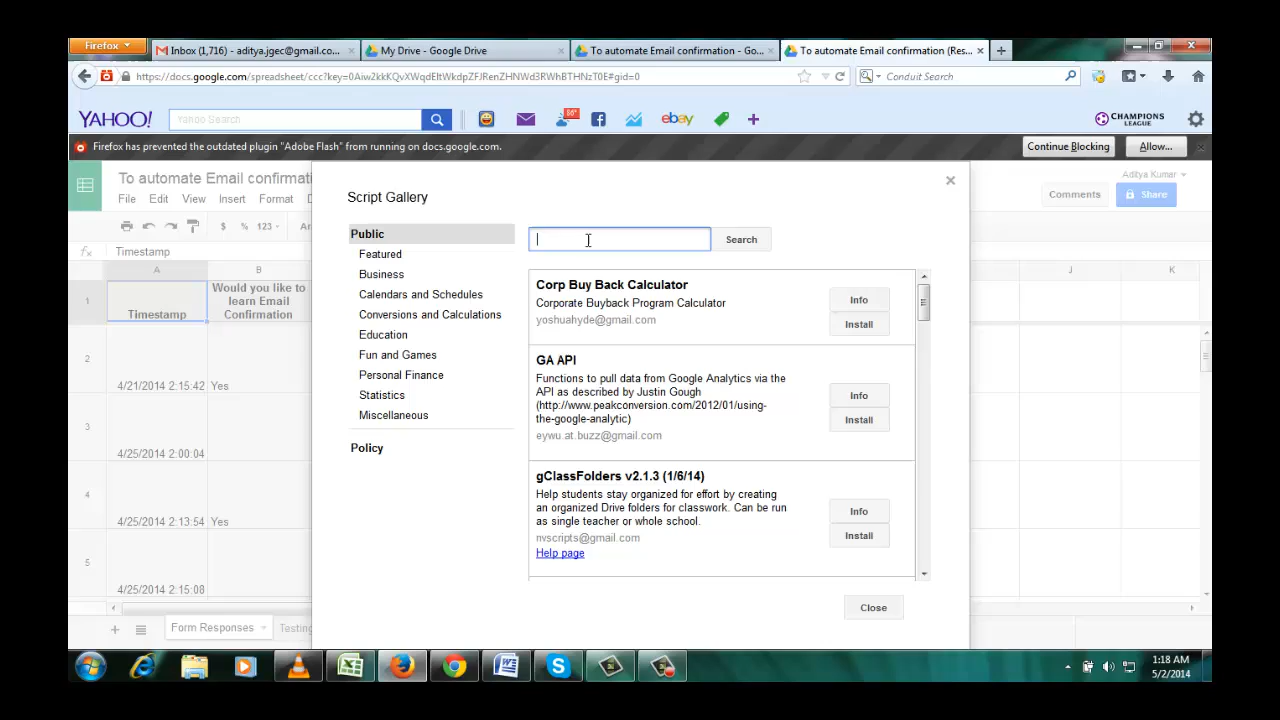 Firefox
Inbox (1,716) - aditya.jgec@gmail.co...
My Drive - Google Drive
To automate Email confirmation - Go...
To automate Email confirmation (Res...
https://docs.google.com/spreadsheet/ccc?key=0Aiw2kKQvXWqdEltWkdpZFJRenZHNWd3RWhBTHNzT0E#gid=0
Conduit Search
YAHOO!
Yahoo Search
86°
ebay
CHAMPIONS
LEAGUE
Firefox has prevented the outdated plugin "Adobe Flash" from running on docs.google.com.
Continue Blocking
Allow...
To automate Email confirmati
Aditya Kumar
File Edit View Insert Format D
Comments
Share
$ % 123 Ar
fx Timestamp
A B J K
1
Timestamp
Would you like to
learn Email
Confirmation
2
4/21/2014 2:15:42 Yes
3
4/25/2014 2:00:04
4
4/25/2014 2:13:54 Yes
5
4/25/2014 2:15:08
Form Responses
Testing
Script Gallery
Public
Featured
Business
Calendars and Schedules
Conversions and Calculations
Education
Fun and Games
Personal Finance
Statistics
Miscellaneous
Policy
Search
Corp Buy Back Calculator
Corporate Buyback Program Calculator
yoshuahyde@gmail.com
Info
Install
GA API
Functions to pull data from Google Analytics via the
API as described by Justin Gough
(http://www.peakconversion.com/2012/01/using-
the-google-analytic)
eywu.at.buzz@gmail.com
Info
Install
gClassFolders v2.1.3 (1/6/14)
Help students stay organized for effort by creating
an organized Drive folders for classwork. Can be run
as single teacher or whole school.
nvscripts@gmail.com
Help page
Info
Install
Close
1:18 AM
5/2/2014